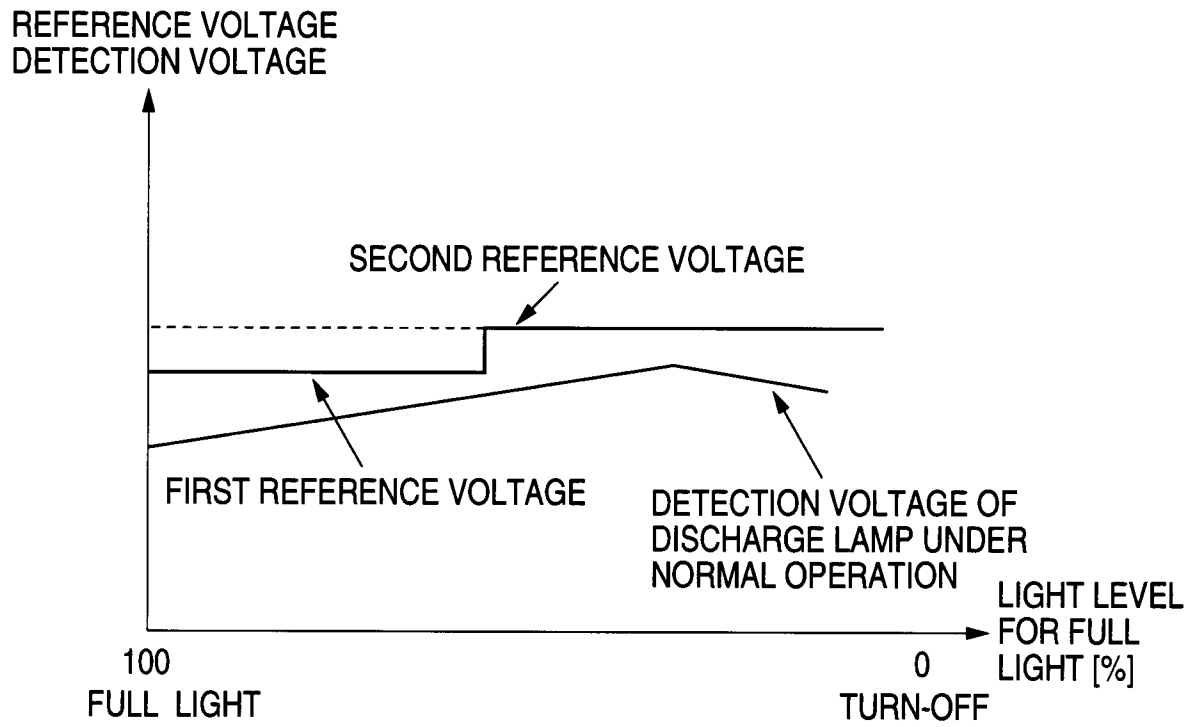 REFERENCE VOLTAGE
DETECTION VOLTAGE
SECOND REFERENCE VOLTAGE
FIRST REFERENCE VOLTAGE
DETECTION VOLTAGE OF
DISCHARGE LAMP UNDER
NORMAL OPERATION
LIGHT LEVEL
FOR FULL
LIGHT [%]
100
FULL LIGHT
0
TURN-OFF